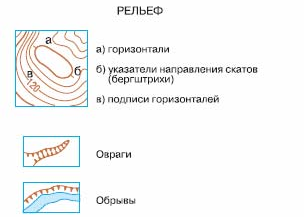 РЕЛЬЕФ
а
в
б
120
а) горизонтали
б) указатели направления скатов
(бергштрихи)
в) подписи горизонталей
Овраги
Обрывы